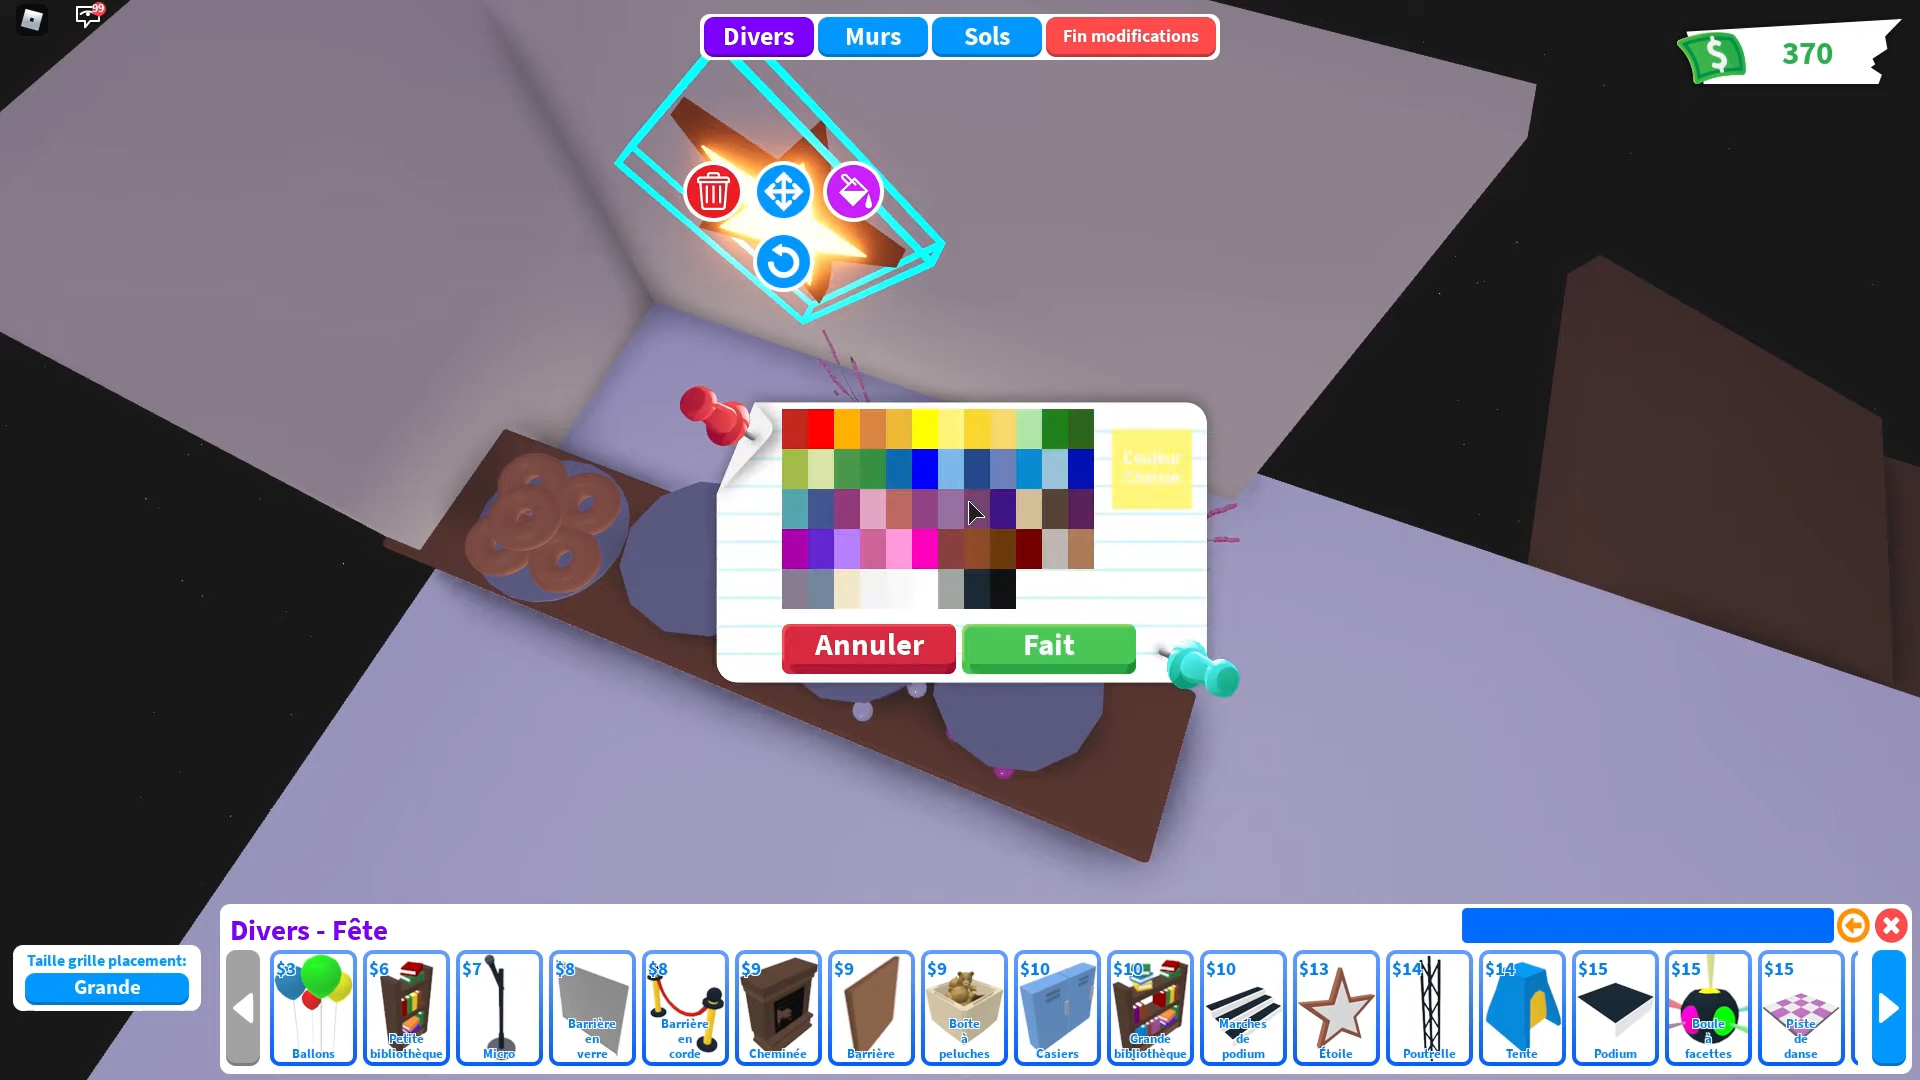 99
Divers
Murs
Sols
Fin modifications
370
Couleur
Choisie
Annuler
Fait
Divers - Fête
Taille grille placement:
Grande
$3
Ballons
$6
Petite
bibliothèque
$7
Micro
$8
Barrière
en
verre
$8
Barrière
en
corde
$9
Cheminée
$9
Barrière
$9
Boîte
à
peluches
$10
Casiers
$10
Grande
bibliothèque
$10
Marches
de
podium
$13
Étoile
$14
Poutrelle
$14
Tente
$15
Podium
$15
Boule
à
facettes
$15
Piste
de
danse